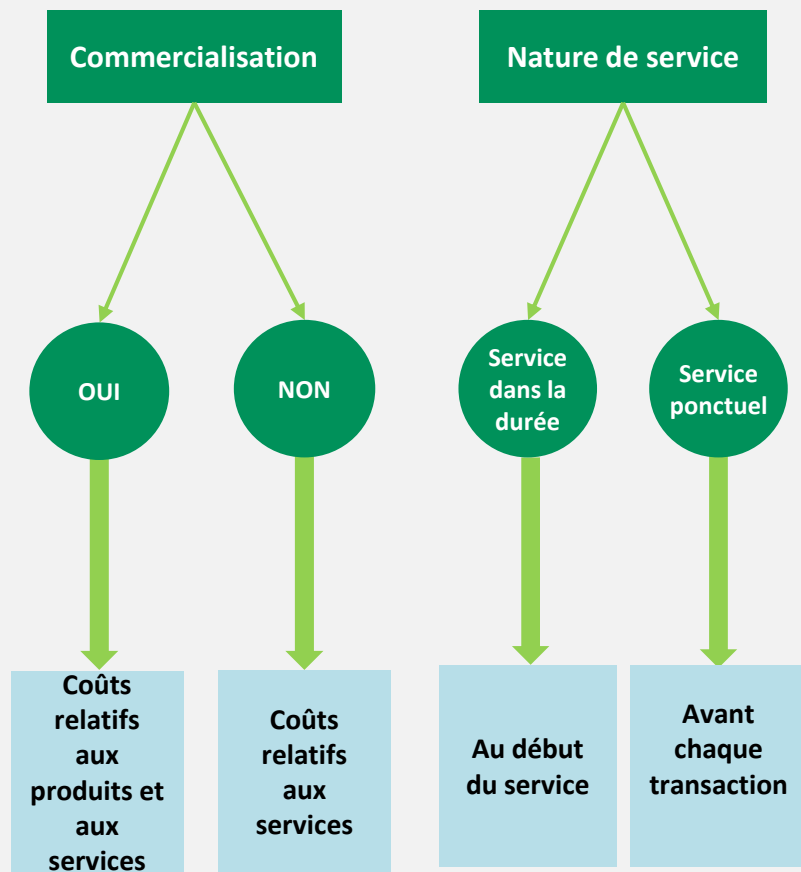 Commercialisation
Nature de service
OUI
NON
Service
dans la
durée
Service
ponctuel
Coûts
relatifs
aux
produits et
aux
services
Coûts
relatifs
aux
services
Au début
du service
Avant
chaque
transaction